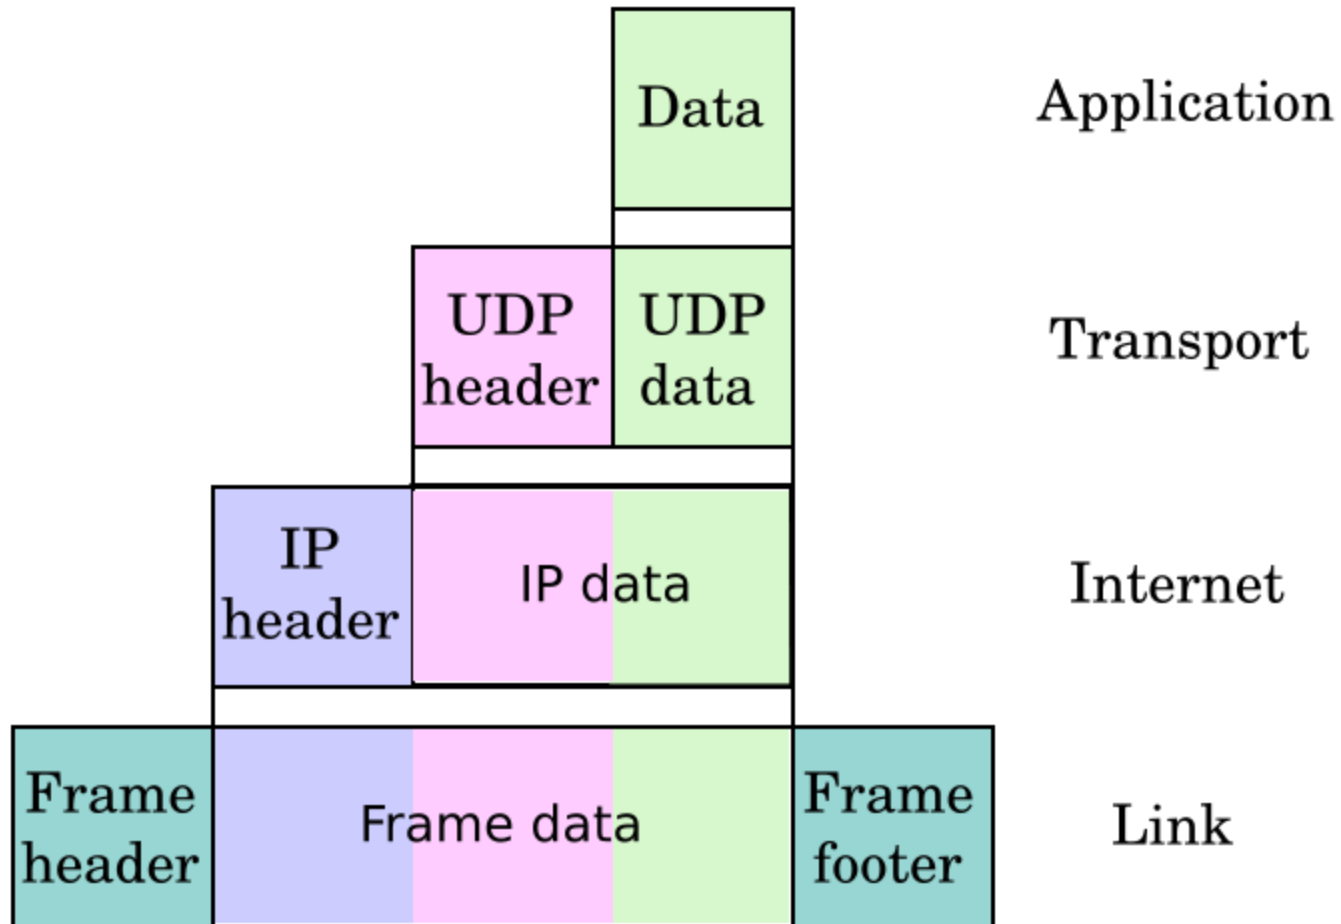 Data
Application
UDP
header
UDP
data
Transport
IP
header
IP data
Internet
Frame
header
Frame data
Frame
footer
Link